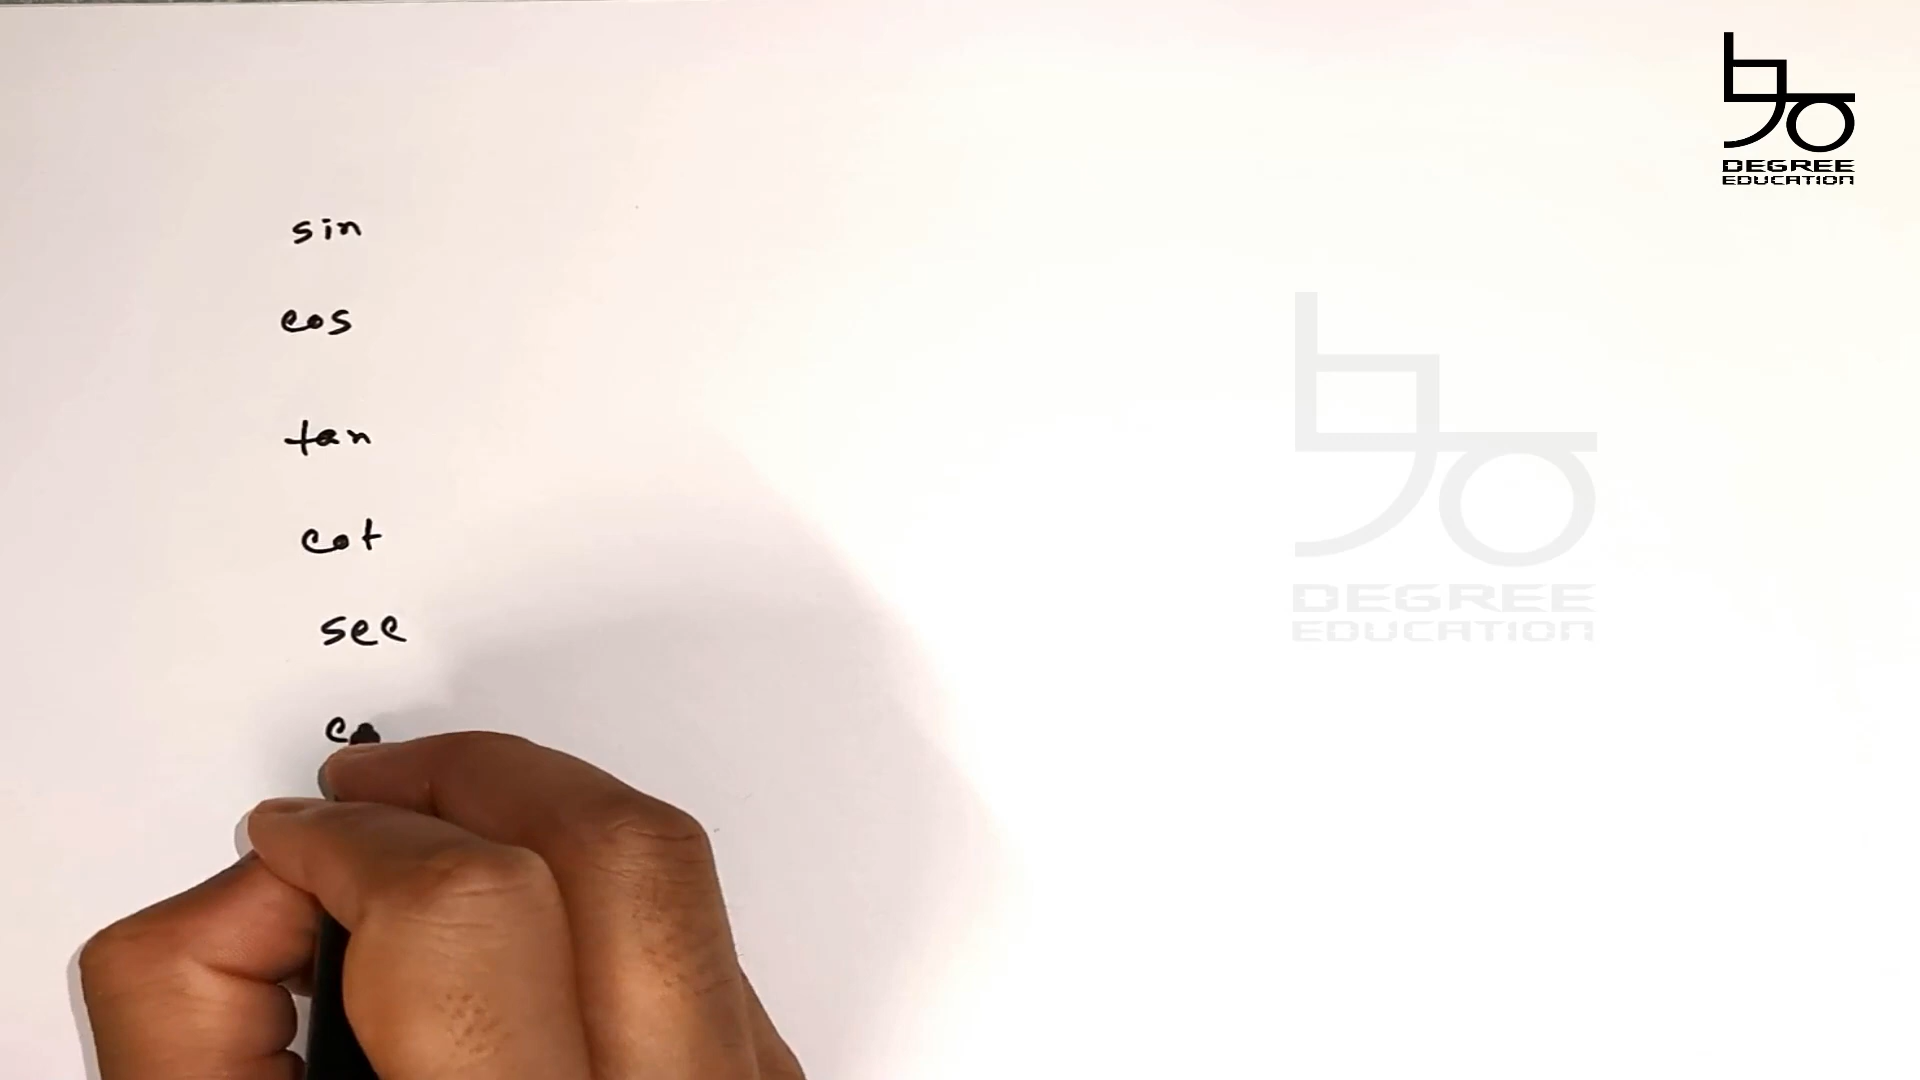 DEGREE
EDUCATION
sin
cos
tan
cot
sec
DEGREE
EDUCATION